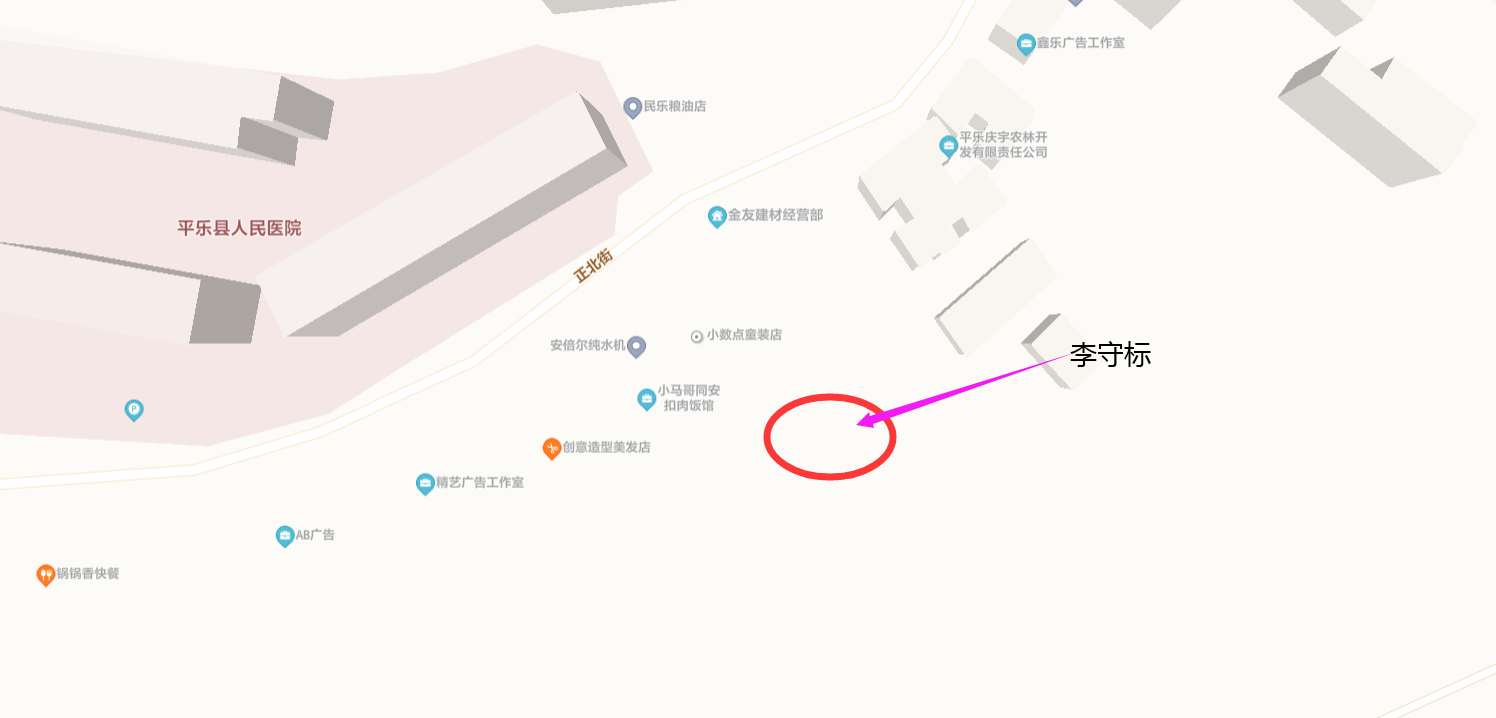 鑫乐广告工作室
民乐粮油店
平乐庆宇农林开
发有限责任公司
金友建材经营部
平乐县人民医院
正北街
小数点童装店
安倍尔纯水机
李守标
小马哥同安
扣肉饭馆
P
创意造型美发店
精艺广告工作室
AB广告
锅锅香快餐